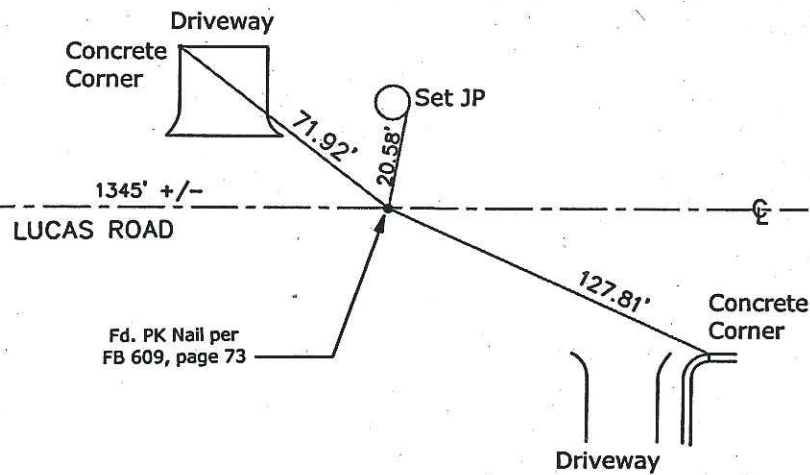 Driveway
Concrete
Corner
Set JP
71.92'
20.58'
1345' +/-
℄
LUCAS ROAD
127.81'
Concrete
Corner
Fd. PK Nail per
FB 609, page 73
Driveway